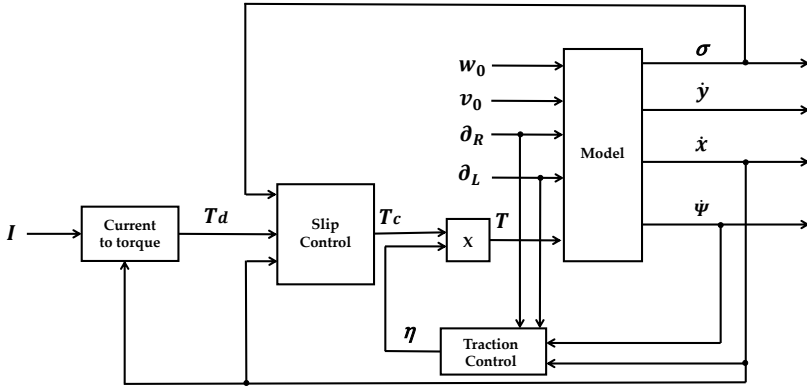 σ
w₀
ẏ
v₀
∂R
ẋ
Model
∂L
Slip
Control
Tc
T
Ψ̇
I
Current
to torque
Td
X
η
Traction
Control